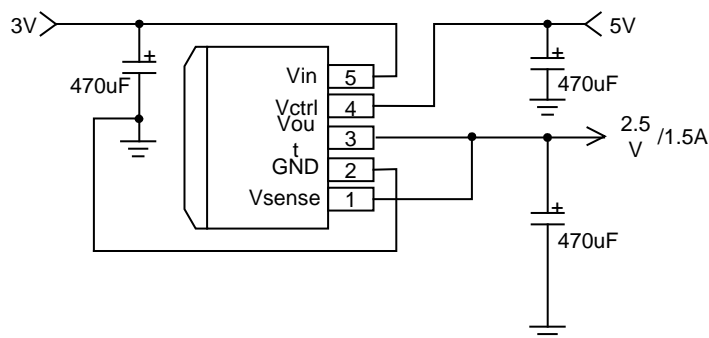 3V
5V
+
470uF
+
470uF
Vin 5
Vctrl 4
Vou
t
3
GND 2
Vsense 1
2.5
V
/1.5A
+
470uF